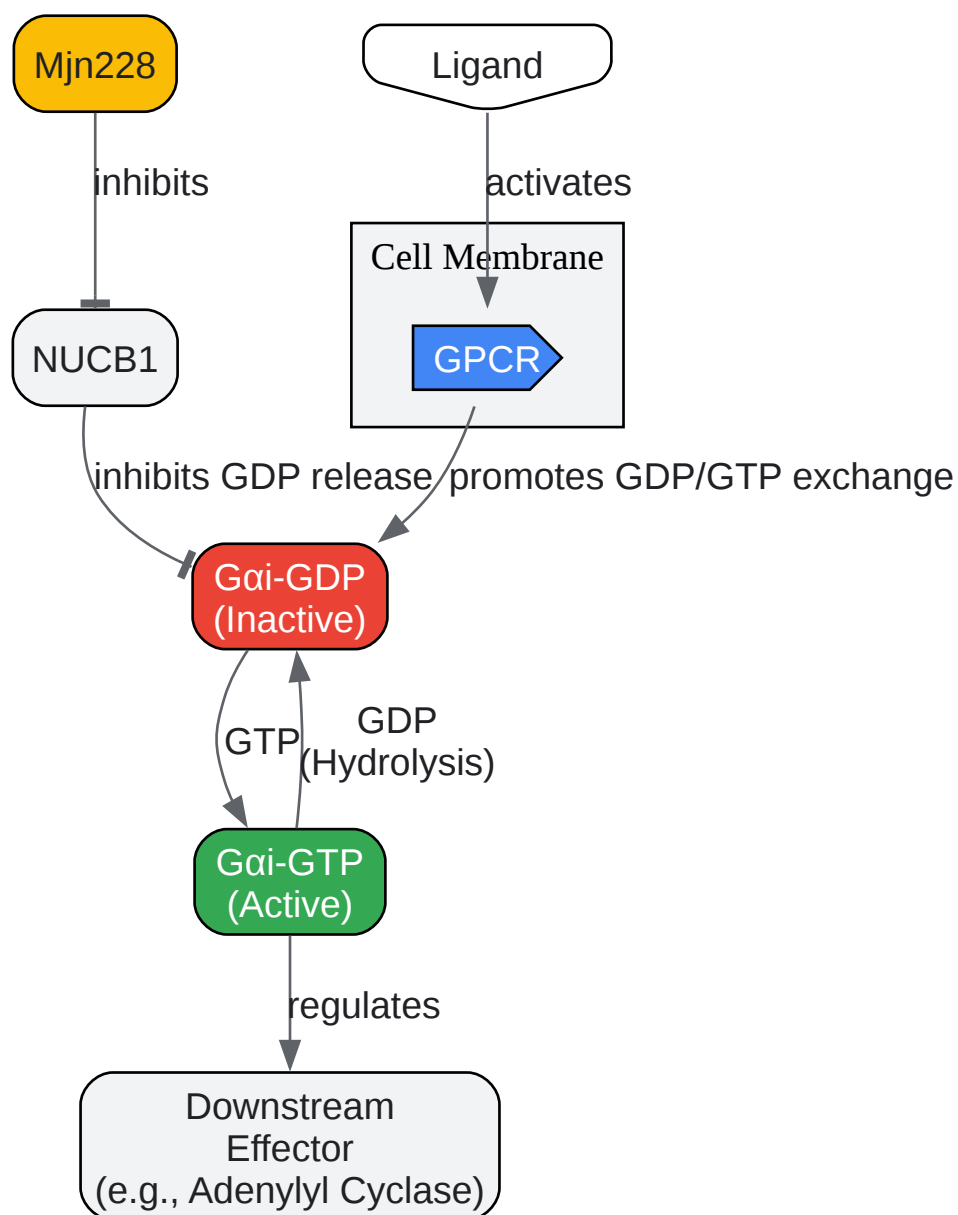 Mjn228
Ligand
inhibits
activates
Cell Membrane
NUCB1
GPCR
inhibits GDP release
promotes GDP/GTP exchange
Gαi-GDP
(Inactive)
GTP
GDP
(Hydrolysis)
Gαi-GTP
(Active)
regulates
Downstream
Effector
(e.g., Adenylyl Cyclase)